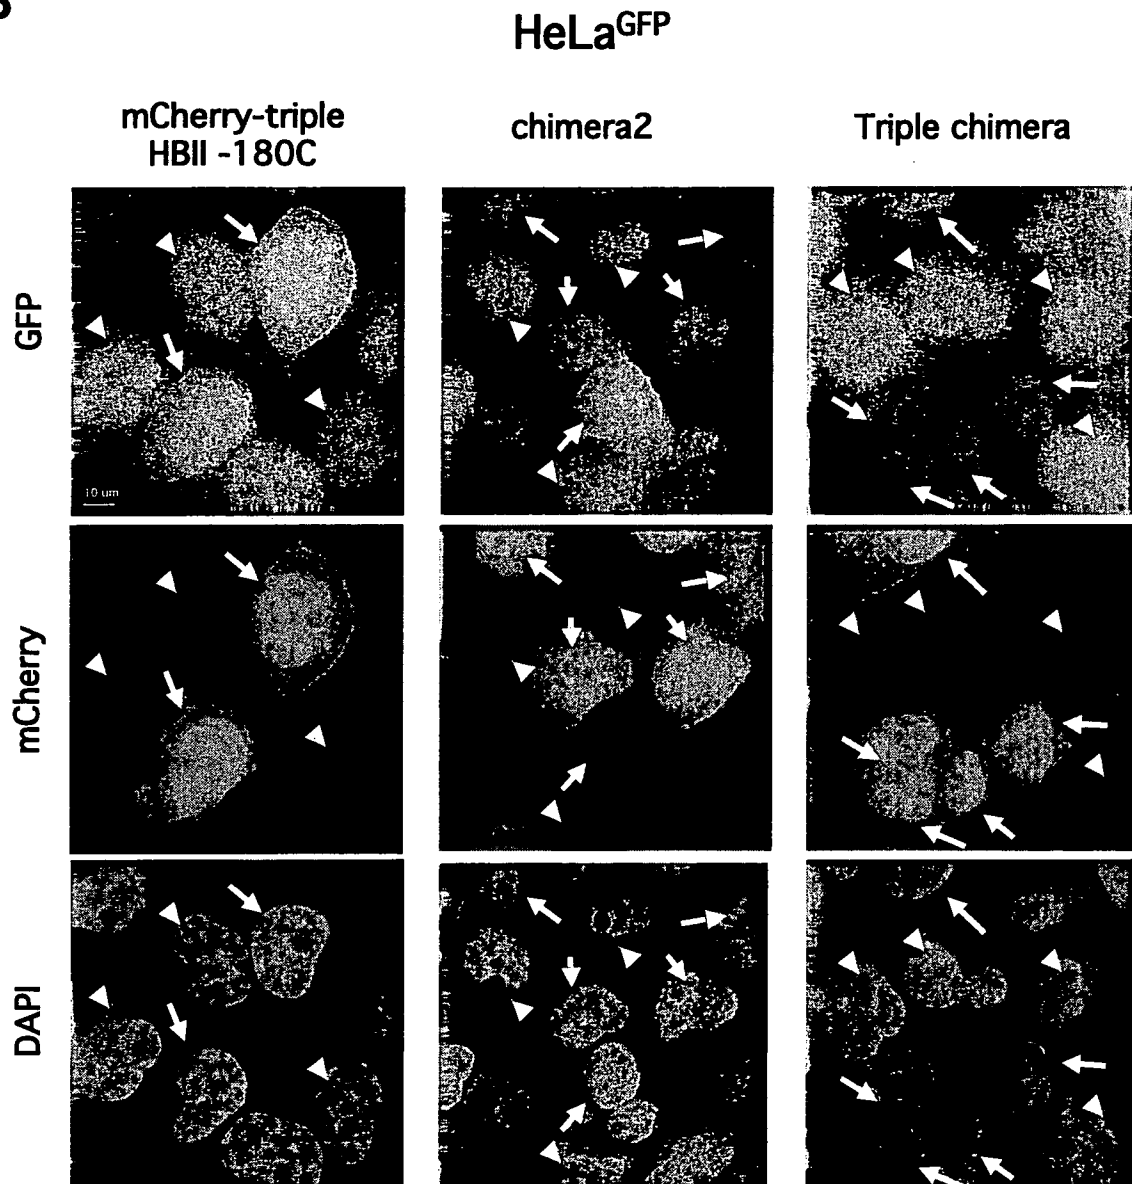 HeLaGFP
mCherry-triple
HBII -180C
chimera2
Triple chimera
GFP
10 um
mCherry
DAPI